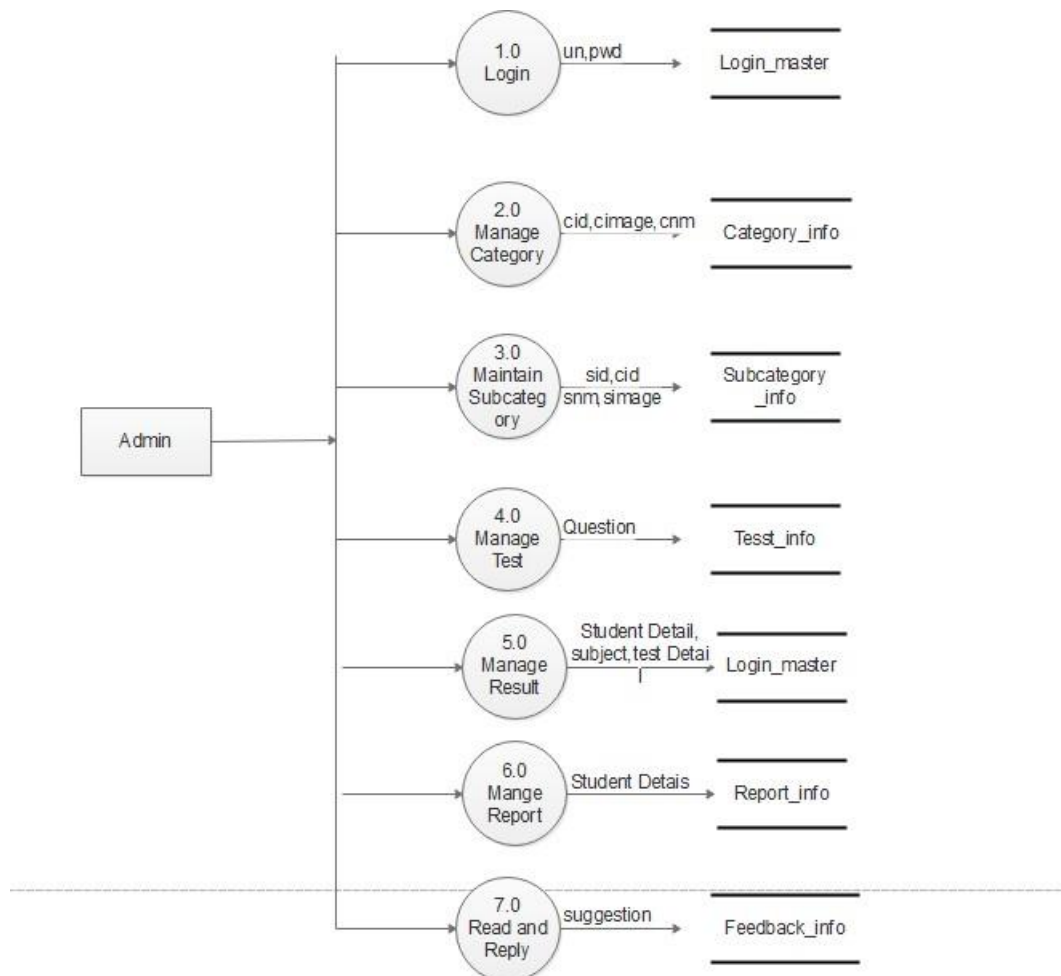 1.0
Login
un,pwd
Login_master
2.0
Manage
Category
cid,cimage,cnm
Category_info
3.0
Maintain
Subcateg
ory
sid,cid
snm,simage
Subcategory
_info
Admin
4.0
Manage
Test
Question
Tesst_info
5.0
Manage
Result
Student Detail,
subject,test Detai
l
Login_master
6.0
Mange
Report
Student Detais
Report_info
7.0
Read and
Reply
suggestion
Feedback_info